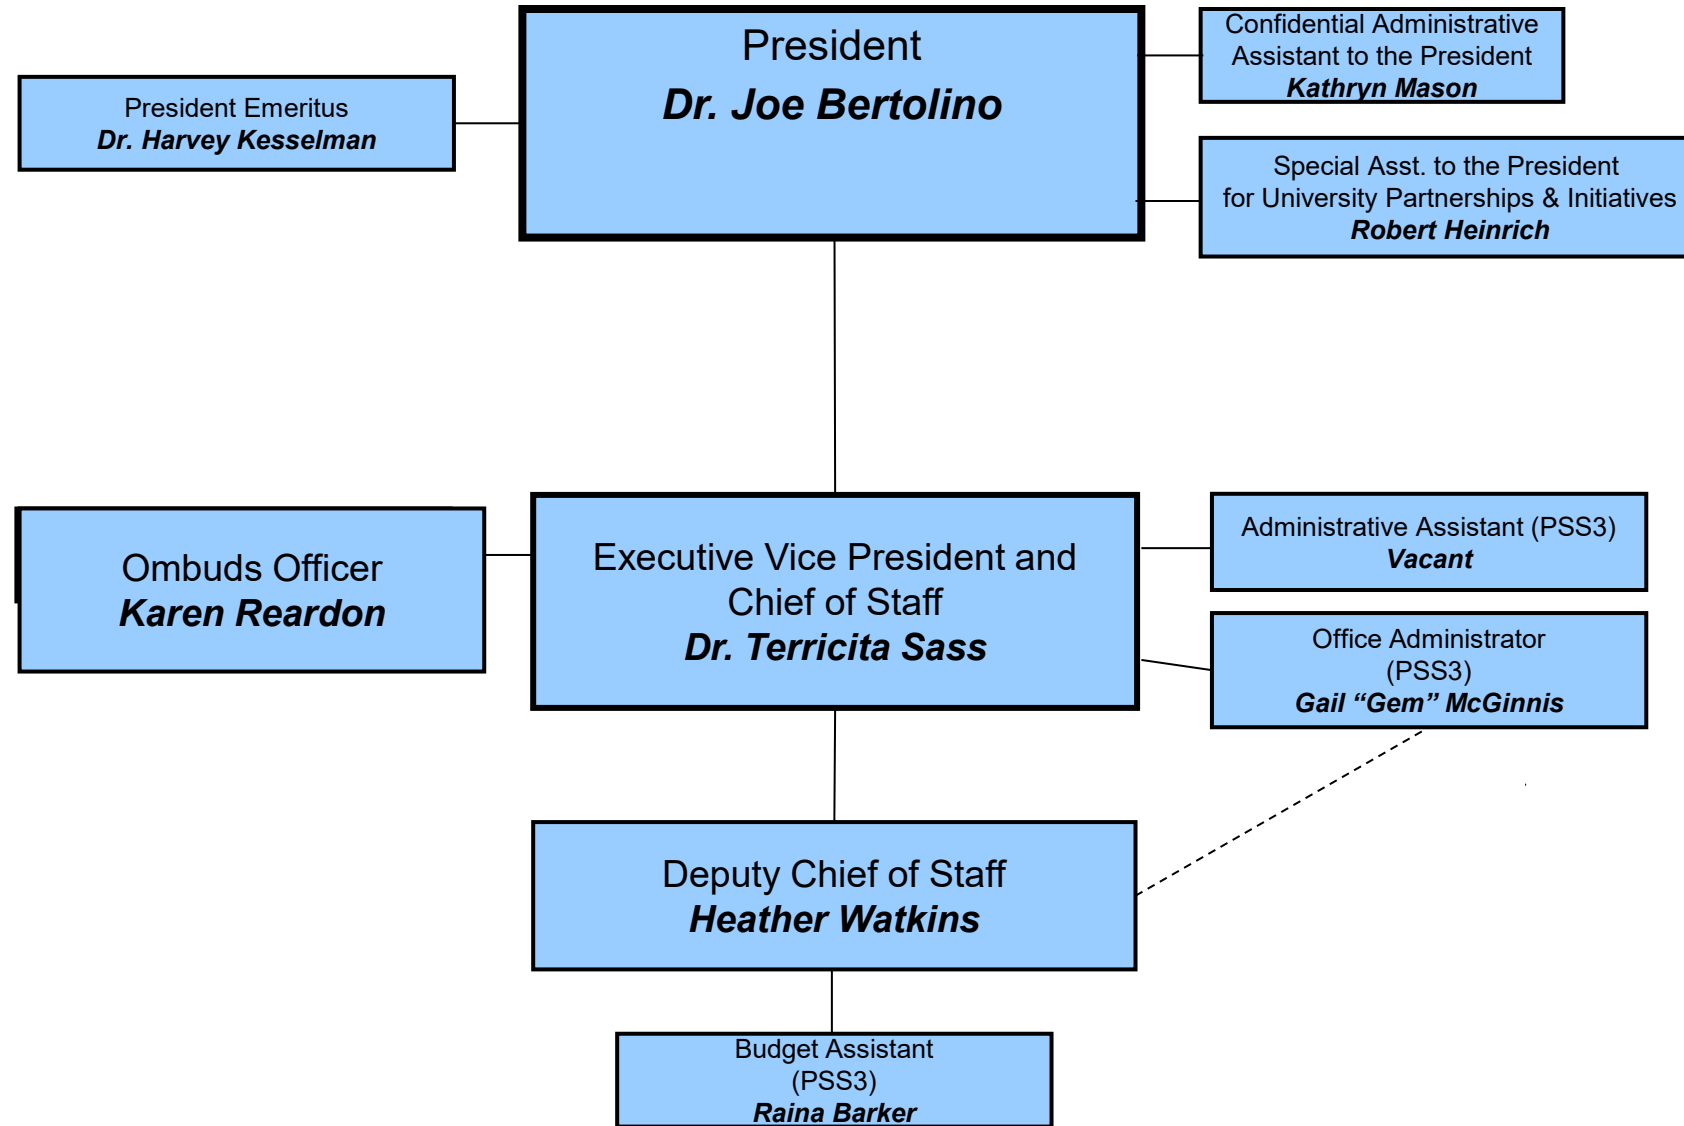 President
Dr. Joe Bertolino
Confidential Administrative
Assistant to the President
Kathryn Mason
President Emeritus
Dr. Harvey Kesselman
Special Asst. to the President
for University Partnerships & Initiatives
Robert Heinrich
Ombuds Officer
Karen Reardon
Executive Vice President and
Chief of Staff
Dr. Terricita Sass
Administrative Assistant (PSS3)
Vacant
Office Administrator
(PSS3)
Gail “Gem” McGinnis
Deputy Chief of Staff
Heather Watkins
Budget Assistant
(PSS3)
Raina Barker